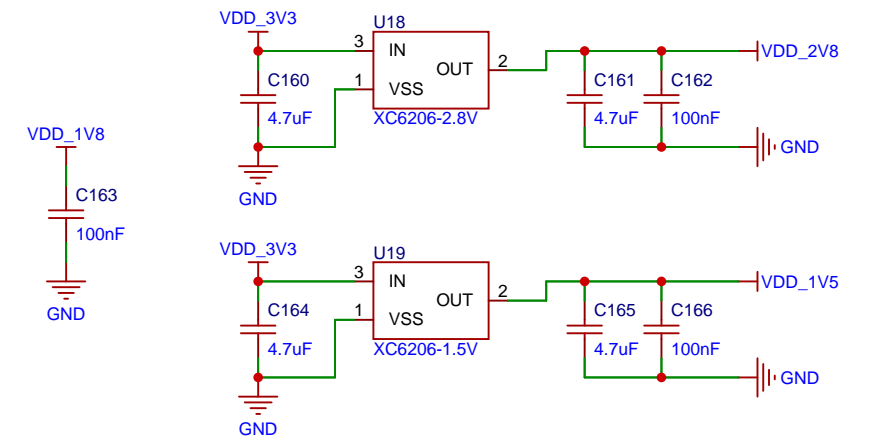 VDD_3V3
U18
3
IN
OUT
2
1
VSS
C160
4.7uF
XC6206-2.8V
GND
C161
4.7uF
C162
100nF
VDD_2V8
GND
VDD_1V8
C163
100nF
GND
VDD_3V3
U19
3
IN
OUT
2
1
VSS
C164
4.7uF
XC6206-1.5V
GND
C165
4.7uF
C166
100nF
VDD_1V5
GND